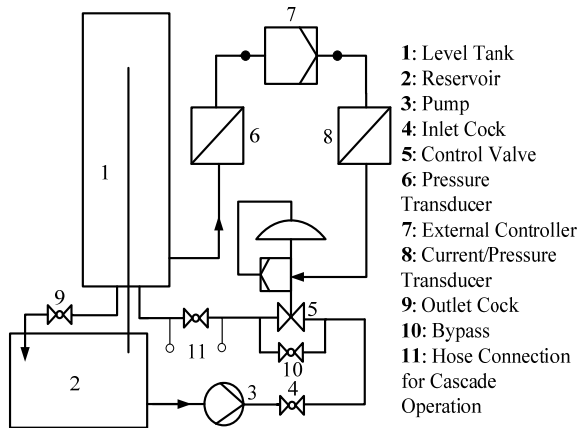 7
6
8
1
9
5
11
10
2
3
4
1: Level Tank
2: Reservoir
3: Pump
4: Inlet Cock
5: Control Valve
6: Pressure
Transducer
7: External Controller
8: Current/Pressure
Transducer
9: Outlet Cock
10: Bypass
11: Hose Connection
for Cascade
Operation